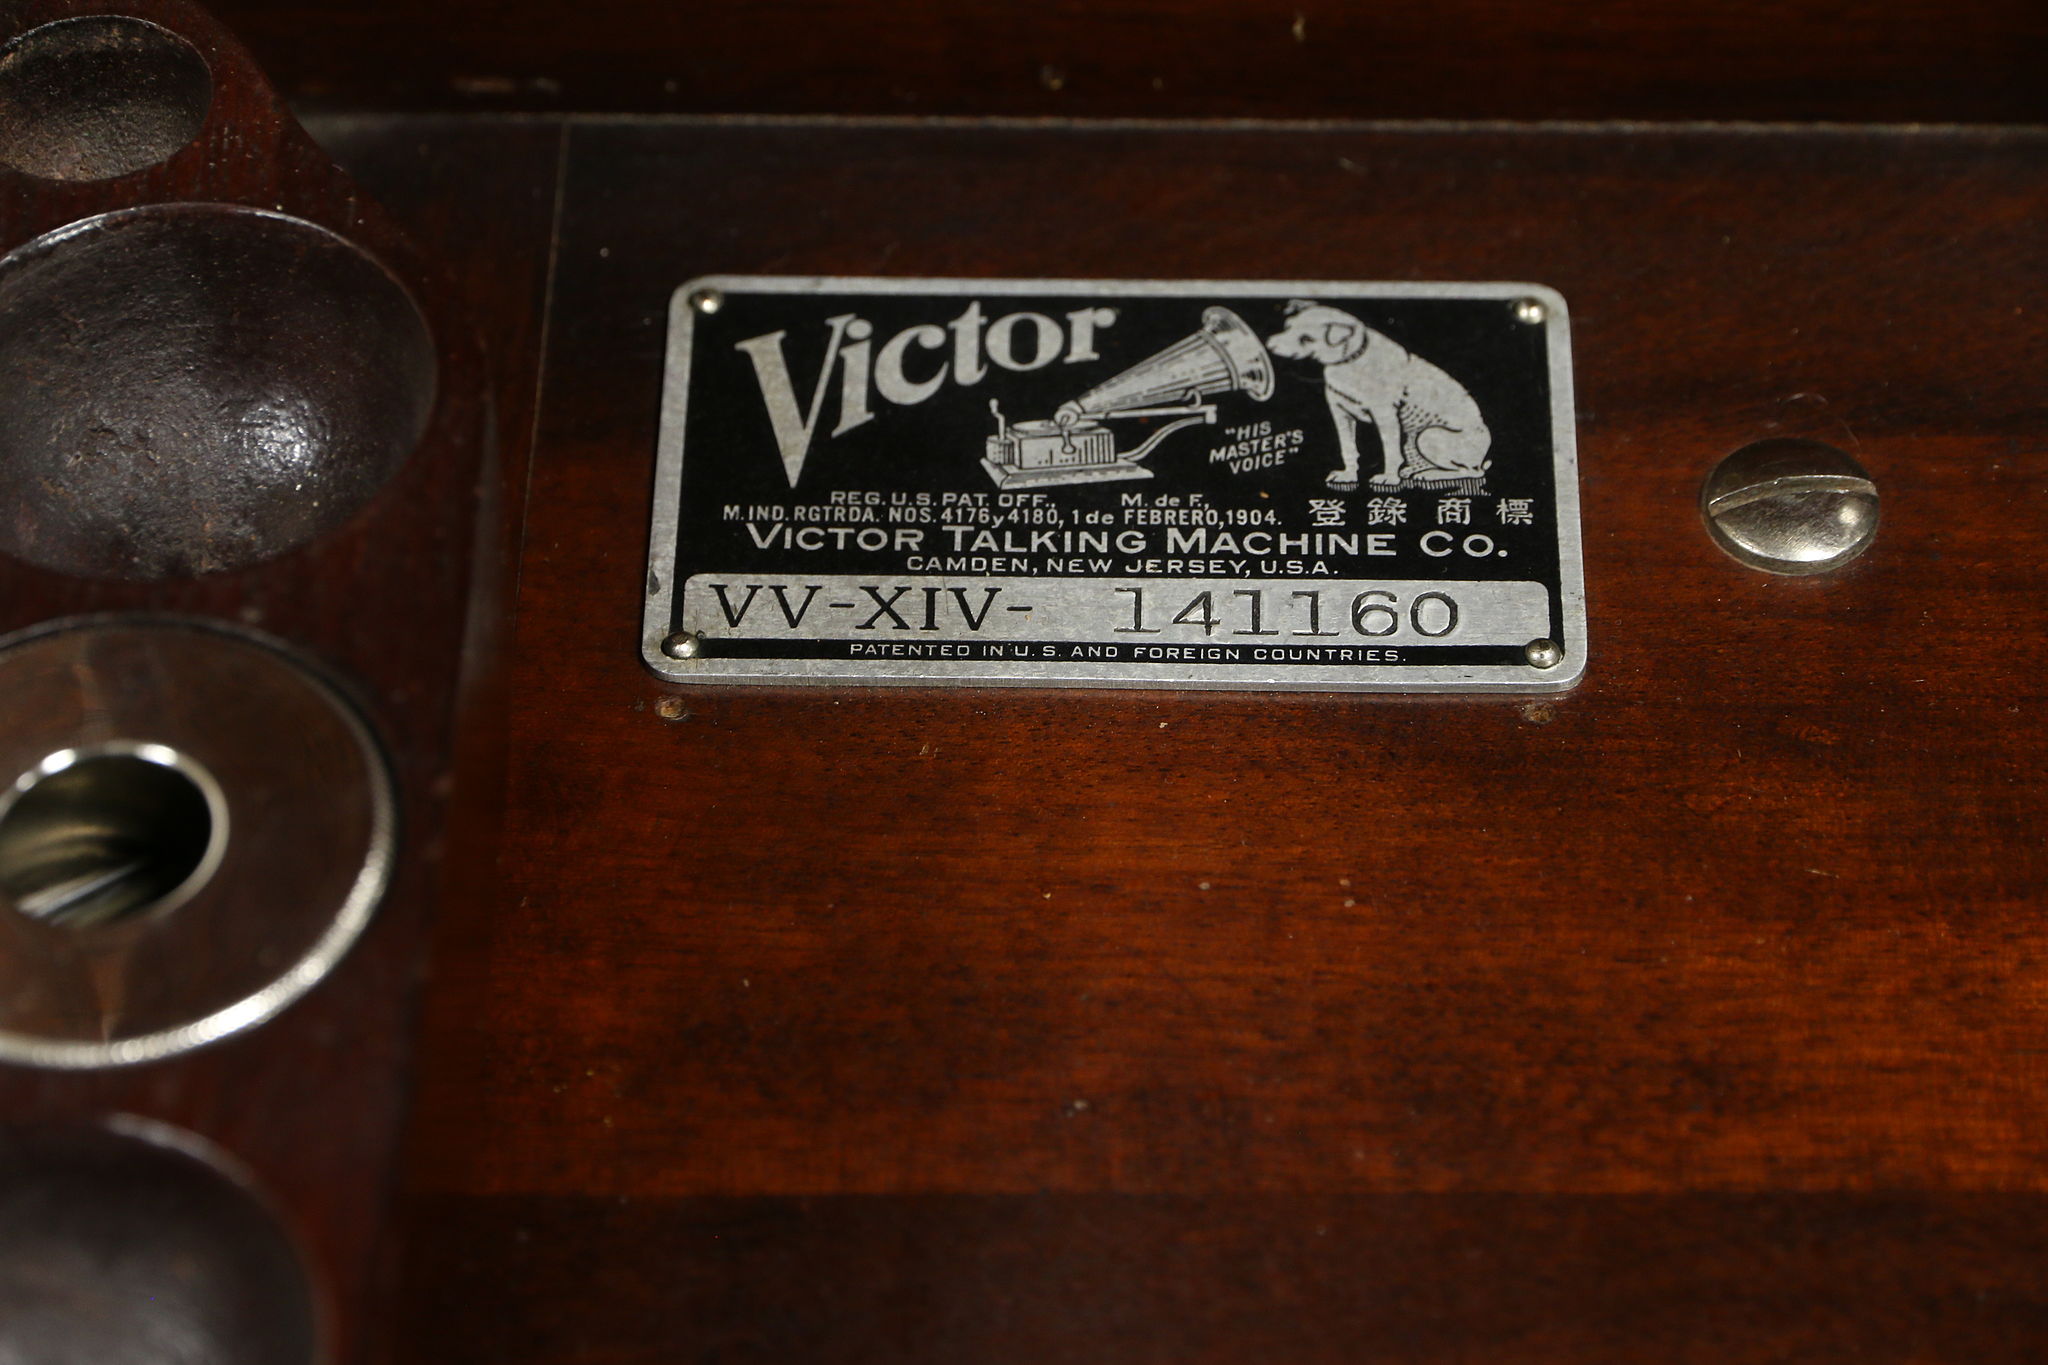 Victor
"HIS
MASTER'S
VOICE"
REG. U.S. PAT. OFF., M. de F.,
M. IND. RGTRDA. NOS. 4176 y 4180, 1 de FEBRERO, 1904. 登錄商標
VICTOR TALKING MACHINE CO.
CAMDEN, NEW JERSEY, U.S.A.
VV-XIV- 141160
PATENTED IN U.S. AND FOREIGN COUNTRIES.